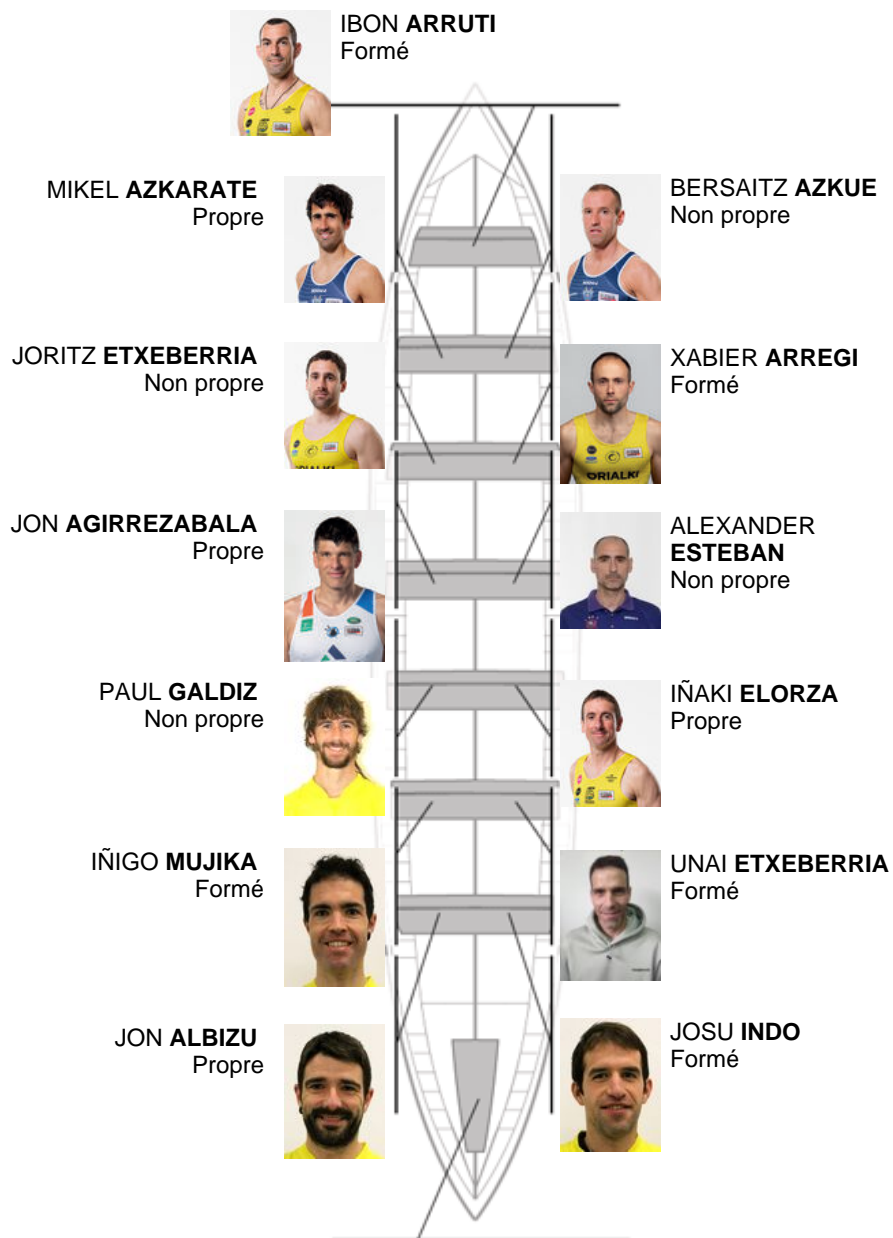 IBON ARRUTI
Formé
MIKEL AZKARATE
Propre
BERSAITZ AZKUE
Non propre
JORITZ ETXEBERRIA
Non propre
XABIER ARREGI
Formé
ORIALKI
JON AGIRREZABALA
Propre
ALEXANDER
ESTEBAN
Non propre
PAUL GALDIZ
Non propre
IÑAKI ELORZA
Propre
IÑIGO MUJIKA
Formé
UNAI ETXEBERRIA
Formé
JON ALBIZU
Propre
JOSU INDO
Formé